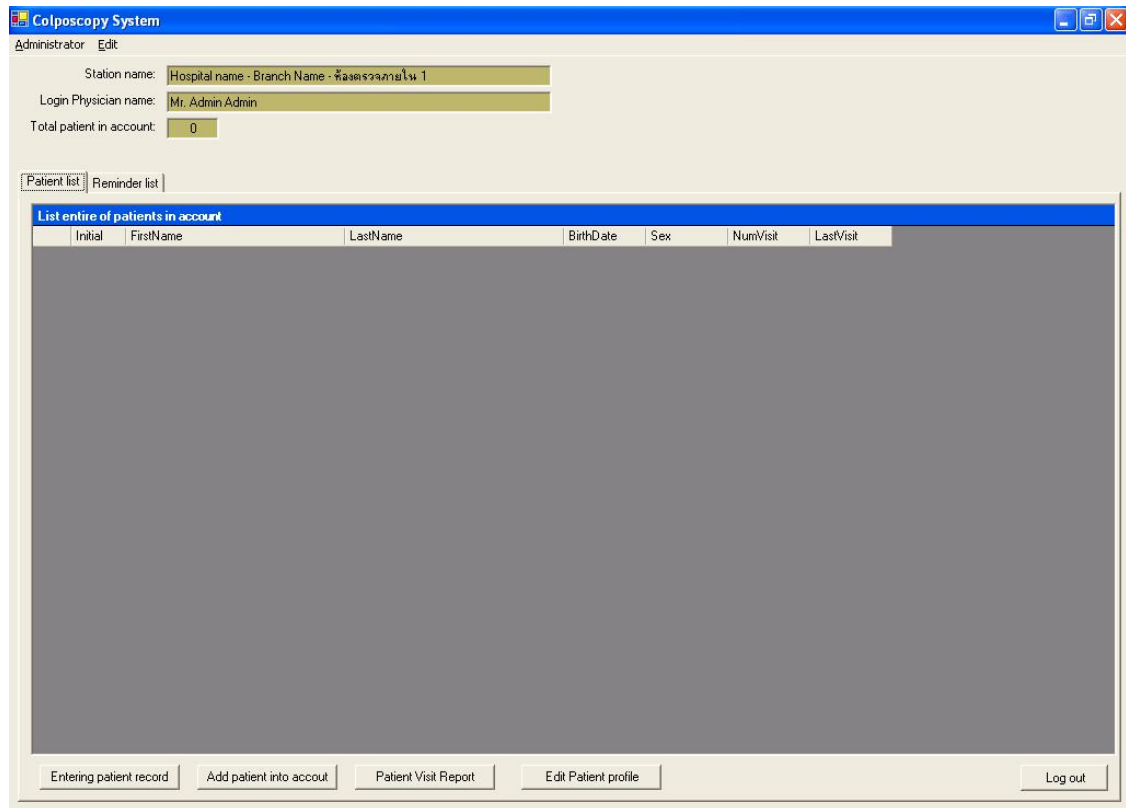 Colposcopy System
Administrator Edit
Station name: Hospital name - Branch Name - ห้องตรวจภายใน 1
Login Physician name: Mr. Admin Admin
Total patient in account: 0
Patient list Reminder list
List entire of patients in account
Initial FirstName LastName BirthDate Sex NumVisit LastVisit
Entering patient record Add patient into accout Patient Visit Report Edit Patient profile Log out